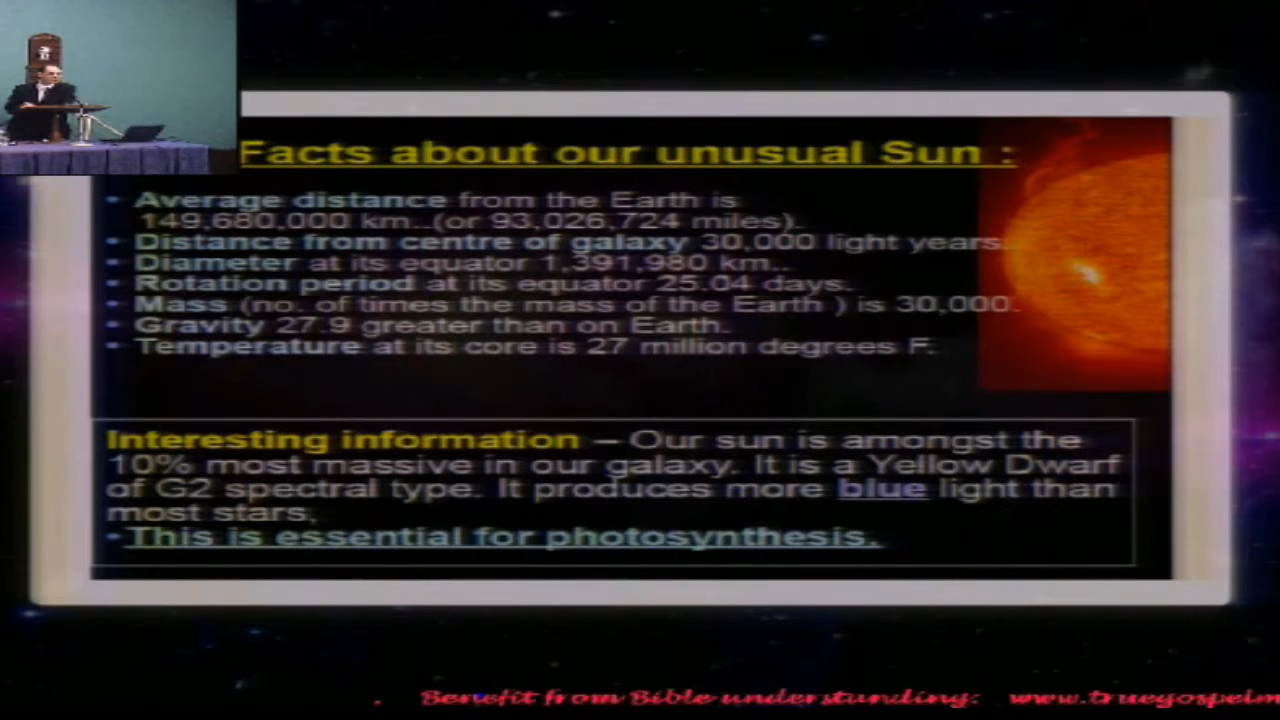 Facts about our unusual Sun :
• Average distance from the Earth is
149,680,000 km..(or 93,026,724 miles).
• Distance from centre of galaxy 30,000 light years.
• Diameter at its equator 1,391,980 km..
• Rotation period at its equator 25.04 days.
• Mass (no. of times the mass of the Earth ) is 30,000.
• Gravity 27.9 greater than on Earth.
• Temperature at its core is 27 million degrees F.
Interesting information – Our sun is amongst the
10% most massive in our galaxy. It is a Yellow Dwarf
of G2 spectral type. It produces more blue light than
most stars,
•This is essential for photosynthesis.
. Benefit from Bible understanding: www.truegospelm